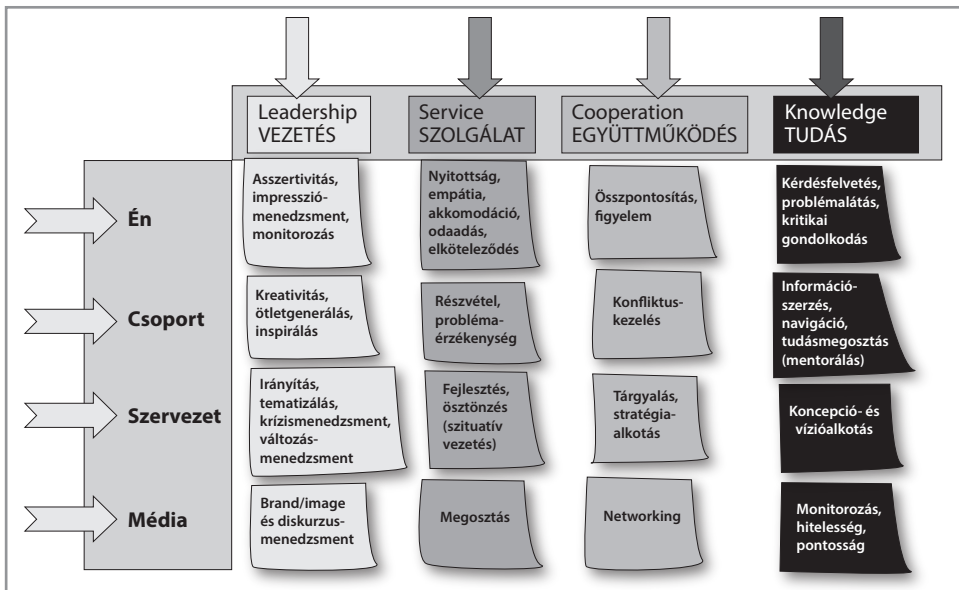 Leadership
VEZETÉS
Service
SZOLGÁLAT
Cooperation
EGYÜTTMŰKÖDÉS
Knowledge
TUDÁS
Én
Asszertivitás,
impresszió-
menedzsment,
monitorozás
Nyitottság,
empátia,
akkomodáció,
odaadás,
elköteleződés
Összpontosítás,
figyelem
Kérdésfelvetés,
problémalátás,
kritikai
gondolkodás
Csoport
Kreativitás,
ötletgenerálás,
inspirálás
Részvétel,
probléma-
érzékenység
Konfliktus-
kezelés
Információ-
szerzés,
navigáció,
tudásmegosztás
(mentorálás)
Szervezet
Irányítás,
tematizálás,
krízismenedzsment,
változás-
menedzsment
Fejlesztés,
ösztönzés
(szituatív
vezetés)
Tárgyalás,
stratégia-
alkotás
Koncepció- és
vízióalkotás
Média
Brand/image
és diskurzus-
menedzsment
Megosztás
Networking
Monitorozás,
hitelesség,
pontosság